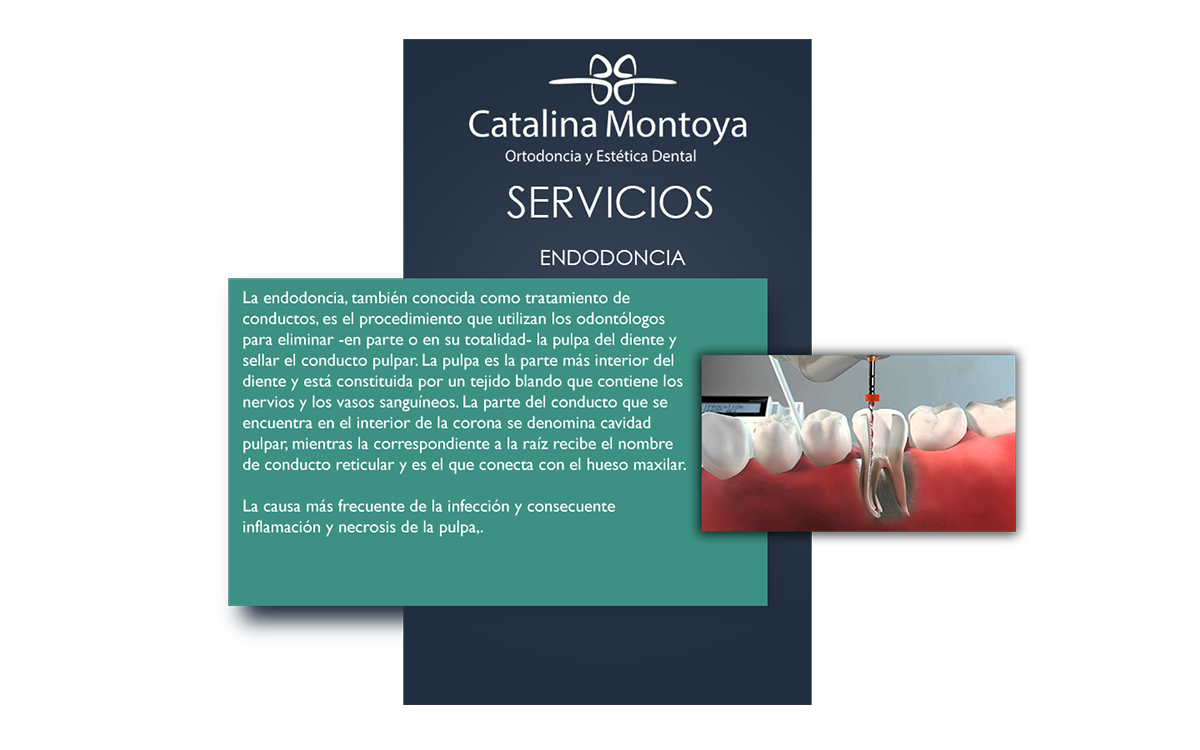 Catalina Montoya
Ortodoncia y Estética Dental
SERVICIOS
ENDODONCIA
La endodoncia, también conocida como tratamiento de
conductos, es el procedimiento que utilizan los odontólogos
para eliminar -en parte o en su totalidad- la pulpa del diente y
sellar el conducto pulpar. La pulpa es la parte más interior del
diente y está constituida por un tejido blando que contiene los
nervios y los vasos sanguíneos. La parte del conducto que se
encuentra en el interior de la corona se denomina cavidad
pulpar, mientras la correspondiente a la raíz recibe el nombre
de conducto reticular y es el que conecta con el hueso maxilar.
La causa más frecuente de la infección y consecuente
inflamación y necrosis de la pulpa,.